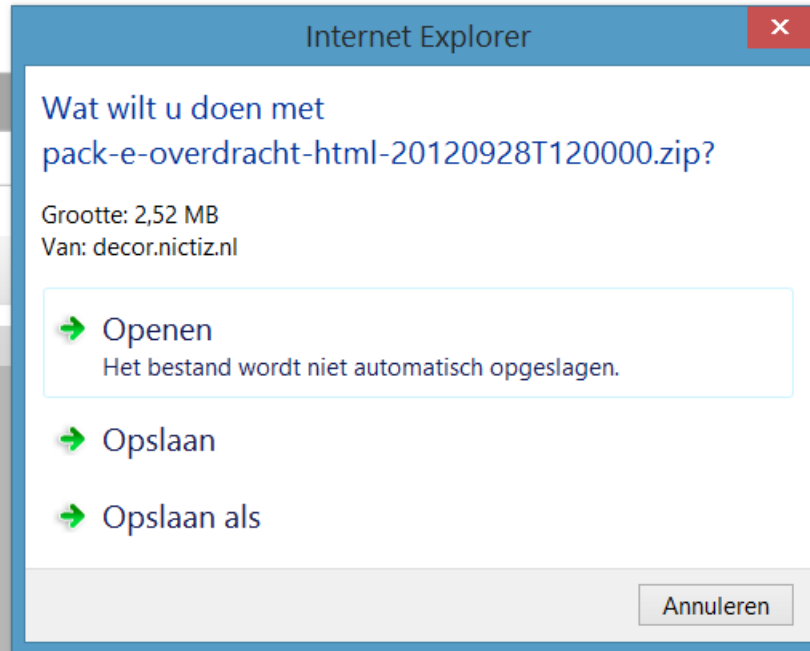 Internet Explorer
Wat wilt u doen met
pack-e-overdracht-html-20120928T120000.zip?
Grootte: 2,52 MB
Van: decor.nictiz.nl
Openen
Het bestand wordt niet automatisch opgeslagen.
Opslaan
Opslaan als
Annuleren